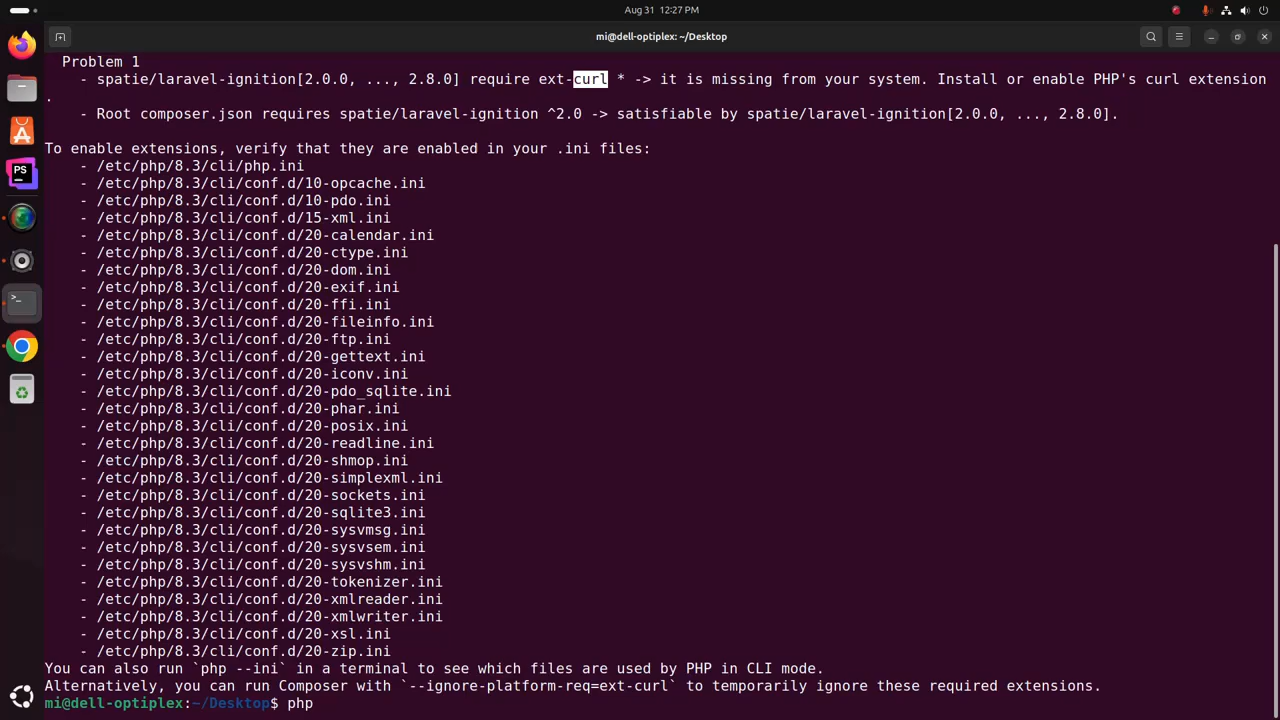 Aug 31 12:27 PM
mi@dell-optiplex: ~/Desktop
PS
Problem 1
- spatie/laravel-ignition[2.0.0, ..., 2.8.0] require ext-curl * -> it is missing from your system. Install or enable PHP's curl extension
.
- Root composer.json requires spatie/laravel-ignition ^2.0 -> satisfiable by spatie/laravel-ignition[2.0.0, ..., 2.8.0].
To enable extensions, verify that they are enabled in your .ini files:
- /etc/php/8.3/cli/php.ini
- /etc/php/8.3/cli/conf.d/10-opcache.ini
- /etc/php/8.3/cli/conf.d/10-pdo.ini
- /etc/php/8.3/cli/conf.d/15-xml.ini
- /etc/php/8.3/cli/conf.d/20-calendar.ini
- /etc/php/8.3/cli/conf.d/20-ctype.ini
- /etc/php/8.3/cli/conf.d/20-dom.ini
- /etc/php/8.3/cli/conf.d/20-exif.ini
- /etc/php/8.3/cli/conf.d/20-ffi.ini
- /etc/php/8.3/cli/conf.d/20-fileinfo.ini
- /etc/php/8.3/cli/conf.d/20-ftp.ini
- /etc/php/8.3/cli/conf.d/20-gettext.ini
- /etc/php/8.3/cli/conf.d/20-iconv.ini
- /etc/php/8.3/cli/conf.d/20-pdo_sqlite.ini
- /etc/php/8.3/cli/conf.d/20-phar.ini
- /etc/php/8.3/cli/conf.d/20-posix.ini
- /etc/php/8.3/cli/conf.d/20-readline.ini
- /etc/php/8.3/cli/conf.d/20-shmop.ini
- /etc/php/8.3/cli/conf.d/20-simplexml.ini
- /etc/php/8.3/cli/conf.d/20-sockets.ini
- /etc/php/8.3/cli/conf.d/20-sqlite3.ini
- /etc/php/8.3/cli/conf.d/20-sysvmsg.ini
- /etc/php/8.3/cli/conf.d/20-sysvsem.ini
- /etc/php/8.3/cli/conf.d/20-sysvshm.ini
- /etc/php/8.3/cli/conf.d/20-tokenizer.ini
- /etc/php/8.3/cli/conf.d/20-xmlreader.ini
- /etc/php/8.3/cli/conf.d/20-xmlwriter.ini
- /etc/php/8.3/cli/conf.d/20-xsl.ini
- /etc/php/8.3/cli/conf.d/20-zip.ini
You can also run `php --ini` in a terminal to see which files are used by PHP in CLI mode.
Alternatively, you can run Composer with `--ignore-platform-req=ext-curl` to temporarily ignore these required extensions.
mi@dell-optiplex:~/Desktop$ php